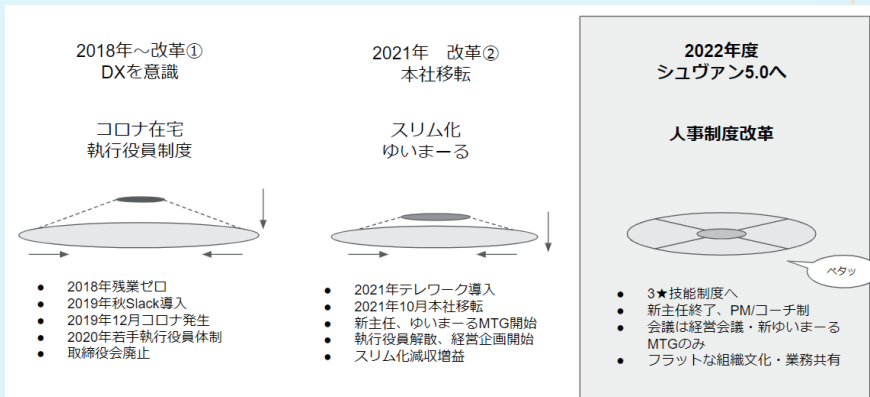 2018年～改革①
DXを意識
コロナ在宅
執行役員制度
● 2018年残業ゼロ
● 2019年秋Slack導入
● 2019年12月コロナ発生
● 2020年若手執行役員体制
● 取締役会廃止
2021年 改革②
本社移転
スリム化
ゆいまーる
● 2021年テレワーク導入
● 2021年10月本社移転
● 新主任、ゆいまーるMTG開始
● 執行役員解散、経営企画開始
● スリム化減収増益
2022年度
シュヴァン5.0へ
人事制度改革
ペタッ
● 3★技能制度へ
● 新主任終了、PM/コーチ制
● 会議は経営会議・新ゆいまーる
MTGのみ
● フラットな組織文化・業務共有